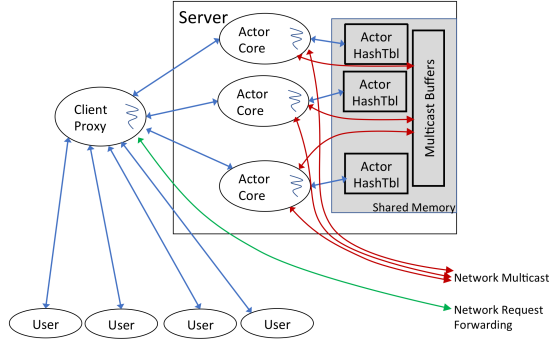 Server
Actor
Core
Actor
HashTbl
Actor
Core
Actor
HashTbl
Multicast Buffers
Client
Proxy
Actor
Core
Actor
HashTbl
Shared Memory
Network Multicast
Network Request
Forwarding
User
User
User
User